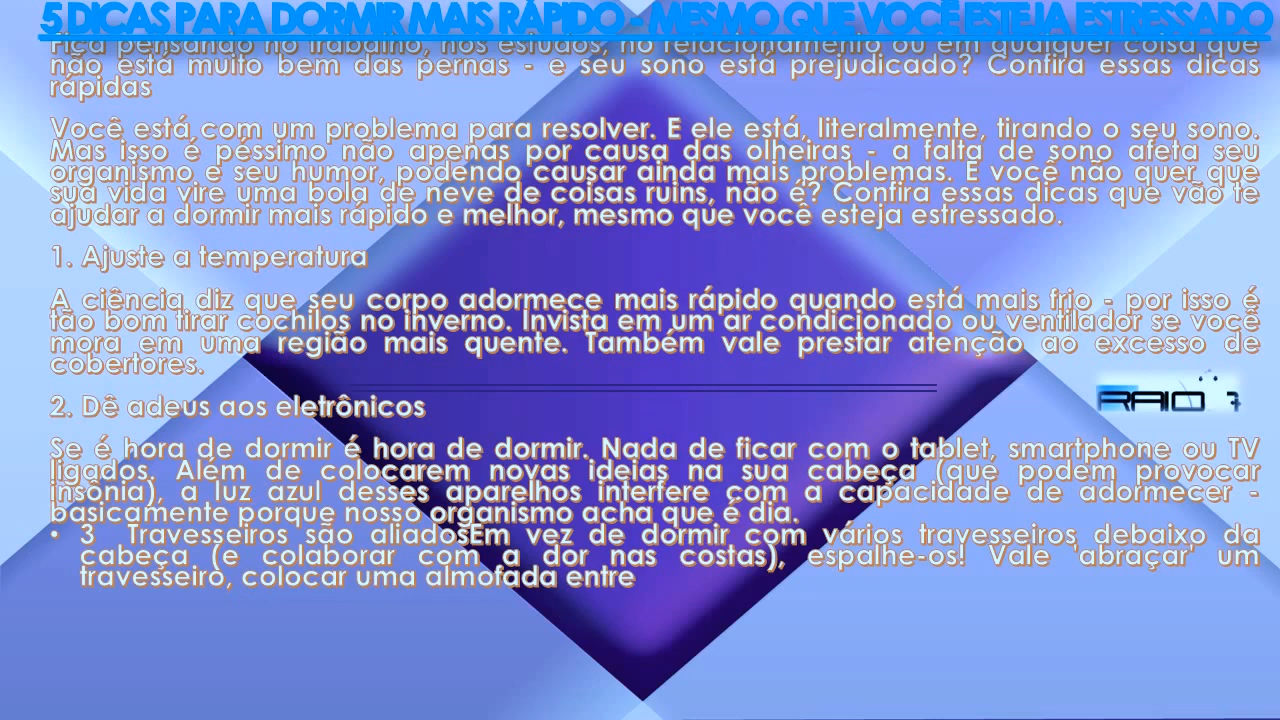 5 DICAS PARA DORMIR MAIS RÁPIDO - MESMO QUE VOCÊ ESTEJA ESTRESSADO
Fica pensando no trabalho, nos estudos, no relacionamento ou em qualquer coisa que
não está muito bem das pernas - e seu sono está prejudicado? Confira essas dicas
rápidas
Você está com um problema para resolver. E ele está, literalmente, tirando o seu sono.
Mas isso é péssimo não apenas por causa das olheiras - a falta de sono afeta seu
organismo e seu humor, podendo causar ainda mais problemas. E você não quer que
sua vida vire uma bola de neve de coisas ruins, não é? Confira essas dicas que vão te
ajudar a dormir mais rápido e melhor, mesmo que você esteja estressado.
1. Ajuste a temperatura
A ciência diz que seu corpo adormece mais rápido quando está mais frio - por isso é
tão bom tirar cochilos no inverno. Invista em um ar condicionado ou ventilador se você
mora em uma região mais quente. Também vale prestar atenção ao excesso de
cobertores.
2. Dê adeus aos eletrônicos
RAIO
Se é hora de dormir é hora de dormir. Nada de ficar com o tablet, smartphone ou TV
ligados. Além de colocarem novas ideias na sua cabeça (que podem provocar
insônia), a luz azul desses aparelhos interfere com a capacidade de adormecer -
basicamente porque nosso organismo acha que é dia.
• 3 Travesseiros são aliadosEm vez de dormir com vários travesseiros debaixo da
cabeça (e colaborar com a dor nas costas), espalhe-os! Vale 'abraçar' um
travesseiro, colocar uma almofada entre